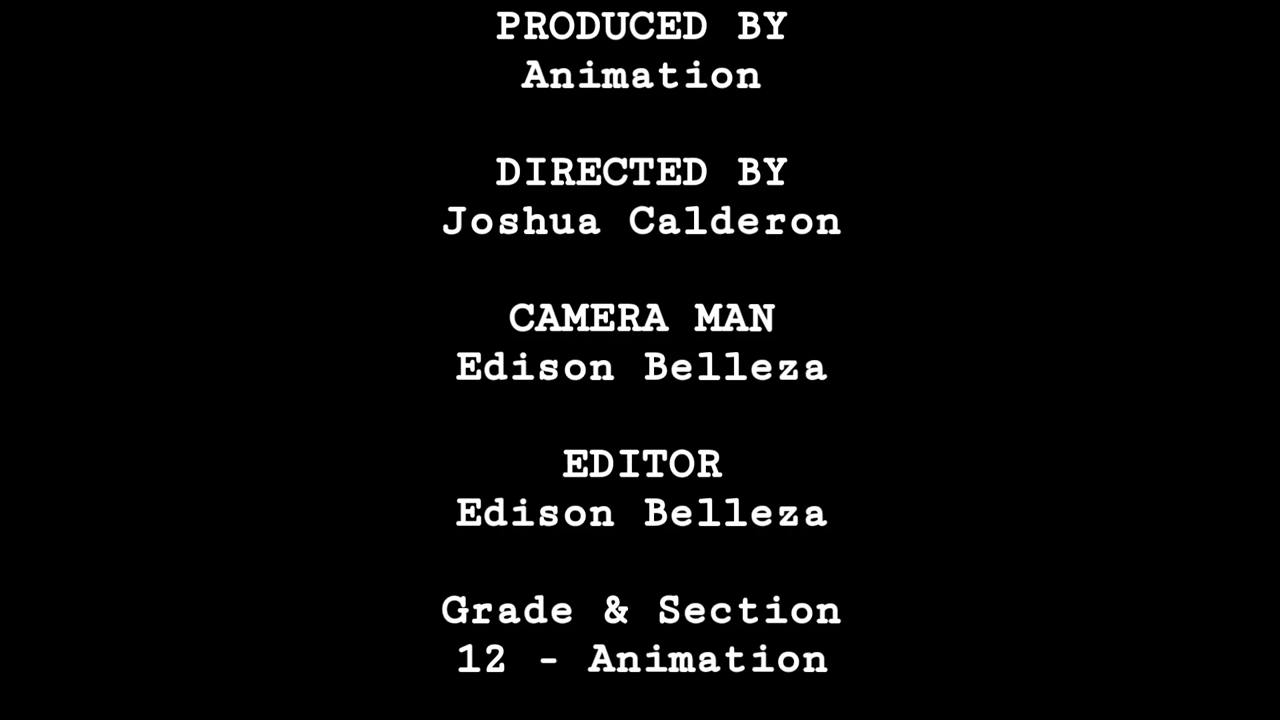 PRODUCED BY
Animation
DIRECTED BY
Joshua Calderon
CAMERA MAN
Edison Belleza
EDITOR
Edison Belleza
Grade & Section
12 - Animation